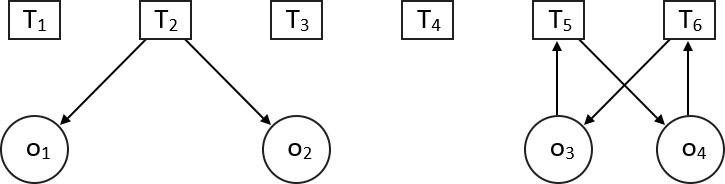 T₁ T₂ T₃ T₄ T₅ T₆
o₁ o₂ o₃ o₄